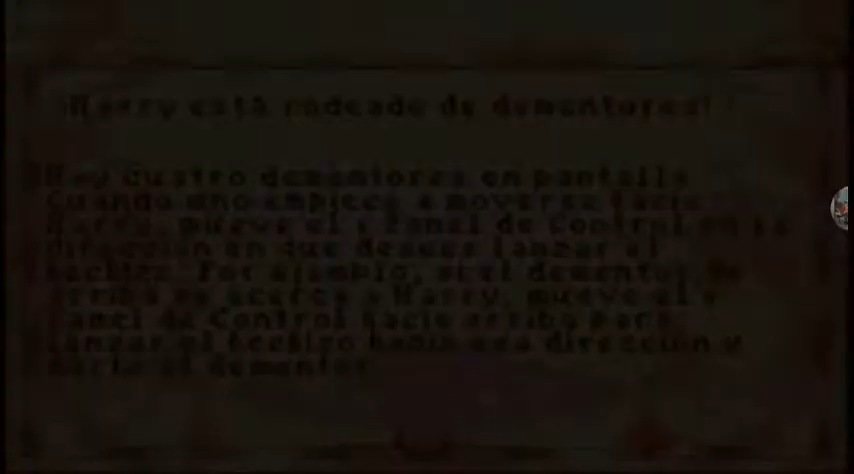 ¡Harry está rodeado de dementores!
Hay cuatro dementores en pantalla.
Cuando uno empiece a moverse hacia
Harry, mueve el Panel de Control en la
dirección en que desees lanzar el
hechizo. Por ejemplo, si el dementor de
arriba se acerca a Harry, mueve el
Panel de Control hacia arriba para
lanzar el hechizo hacia esa dirección y
hacia el dementor.